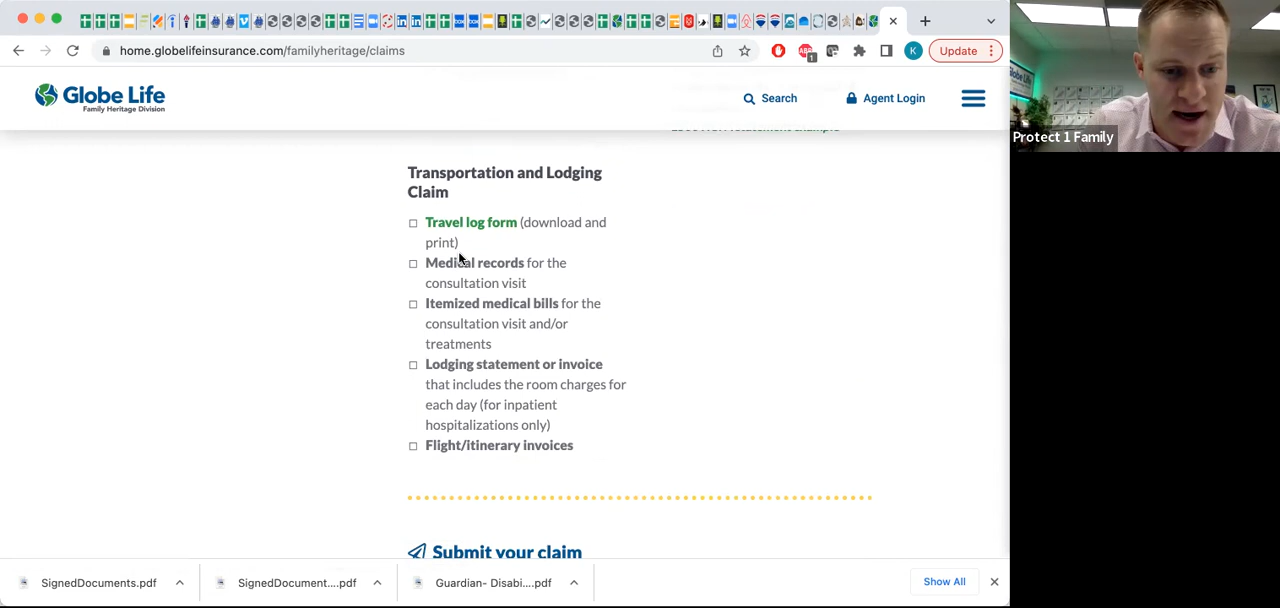 home.globelifeinsurance.com/familyheritage/claims
ABP
1
K
Update
Globe Life
Family Heritage Division
Search
Agent Login
Protect 1 Family
Transportation and Lodging
Claim
Travel log form (download and
print)
Medical records for the
consultation visit
Itemized medical bills for the
consultation visit and/or
treatments
Lodging statement or invoice
that includes the room charges for
each day (for inpatient
hospitalizations only)
Flight/itinerary invoices
Submit your claim
SignedDocuments.pdf
SignedDocument....pdf
Guardian- Disabi....pdf
Show All